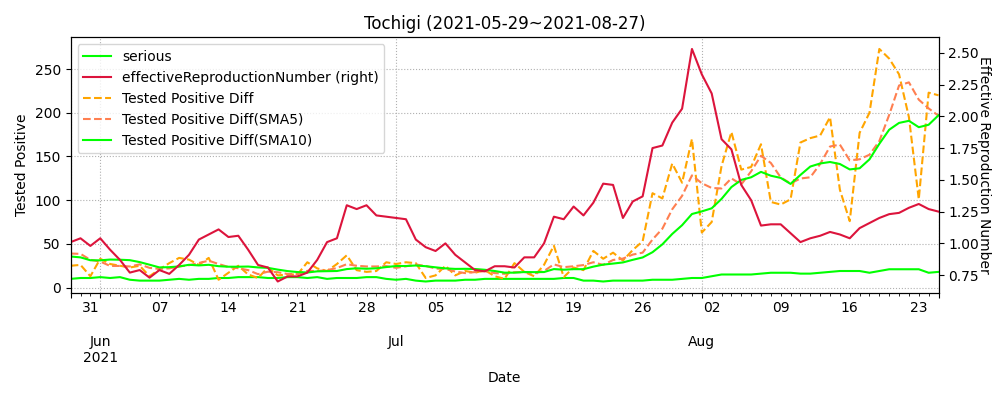 Tochigi (2021-05-29~2021-08-27)
serious
effectiveReproductionNumber (right)
Tested Positive Diff
Tested Positive Diff(SMA5)
Tested Positive Diff(SMA10)
Tested Positive
250
200
150
100
50
0
Effective Reproduction Number
2.50
2.25
2.00
1.75
1.50
1.25
1.00
0.75
31 07 14 21 28 05 12 19 26 02 09 16 23
Jun Jul Aug
2021
Date